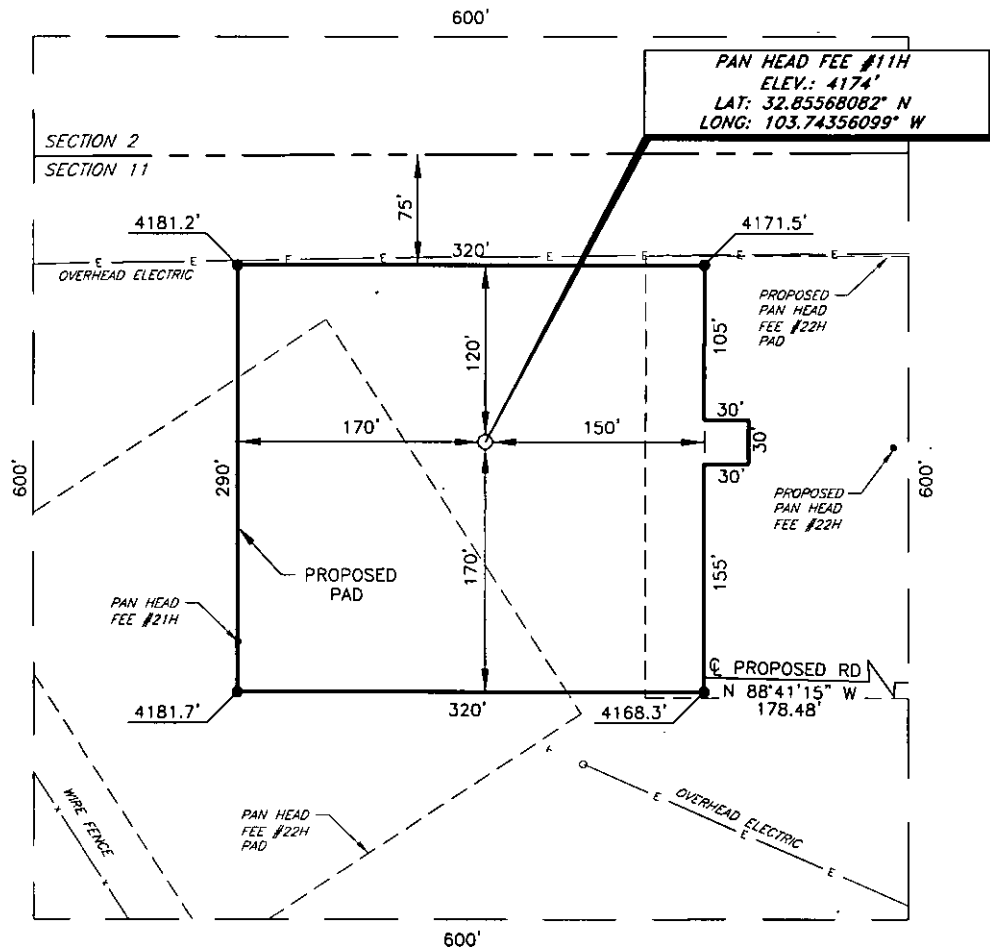 600'
PAN HEAD FEE #11H
ELEV.: 4174'
LAT: 32.85568082° N
LONG: 103.74356099° W
SECTION 2
SECTION 11
75'
4181.2'
4171.5'
E E E E 320' E E E E
OVERHEAD ELECTRIC
PROPOSED
PAN HEAD
FEE #22H
PAD
120'
105'
30'
170'
150'
30'
30'
600'
290'
600'
PROPOSED
PAN HEAD
FEE #22H
PROPOSED
PAD
170'
155'
PAN HEAD
FEE #21H
℄ PROPOSED RD
N 88°41'15" W
178.48'
4181.7'
320'
4168.3'
WIRE FENCE
x
x
PAN HEAD
FEE #22H
PAD
E OVERHEAD ELECTRIC E E
600'